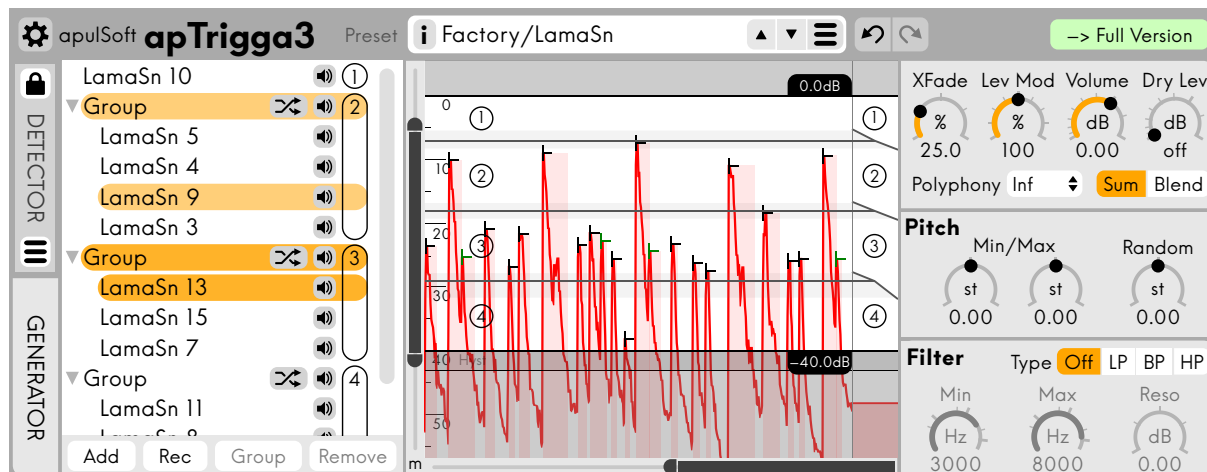 apulSoft apTrigga3 Preset i Factory/LamaSn –> Full Version
DETECTOR
GENERATOR
LamaSn 10 1
Group 2
LamaSn 5
LamaSn 4
LamaSn 9
LamaSn 3
Group 3
LamaSn 13
LamaSn 15
LamaSn 7
Group 4
LamaSn 11
Add Rec Group Remove
0.0dB
0
10
20
30
40 Hyst
50
1 1
2 2
3 3
4 4
–40.0dB
m
XFade Lev Mod Volume Dry Lev
% % dB dB
25.0 100 0.00 off
Polyphony Inf Sum Blend
Pitch
Min/Max Random
st st st
0.00 0.00 0.00
Filter Type Off LP BP HP
Min Max Reso
Hz Hz dB
3000 8000 0.00